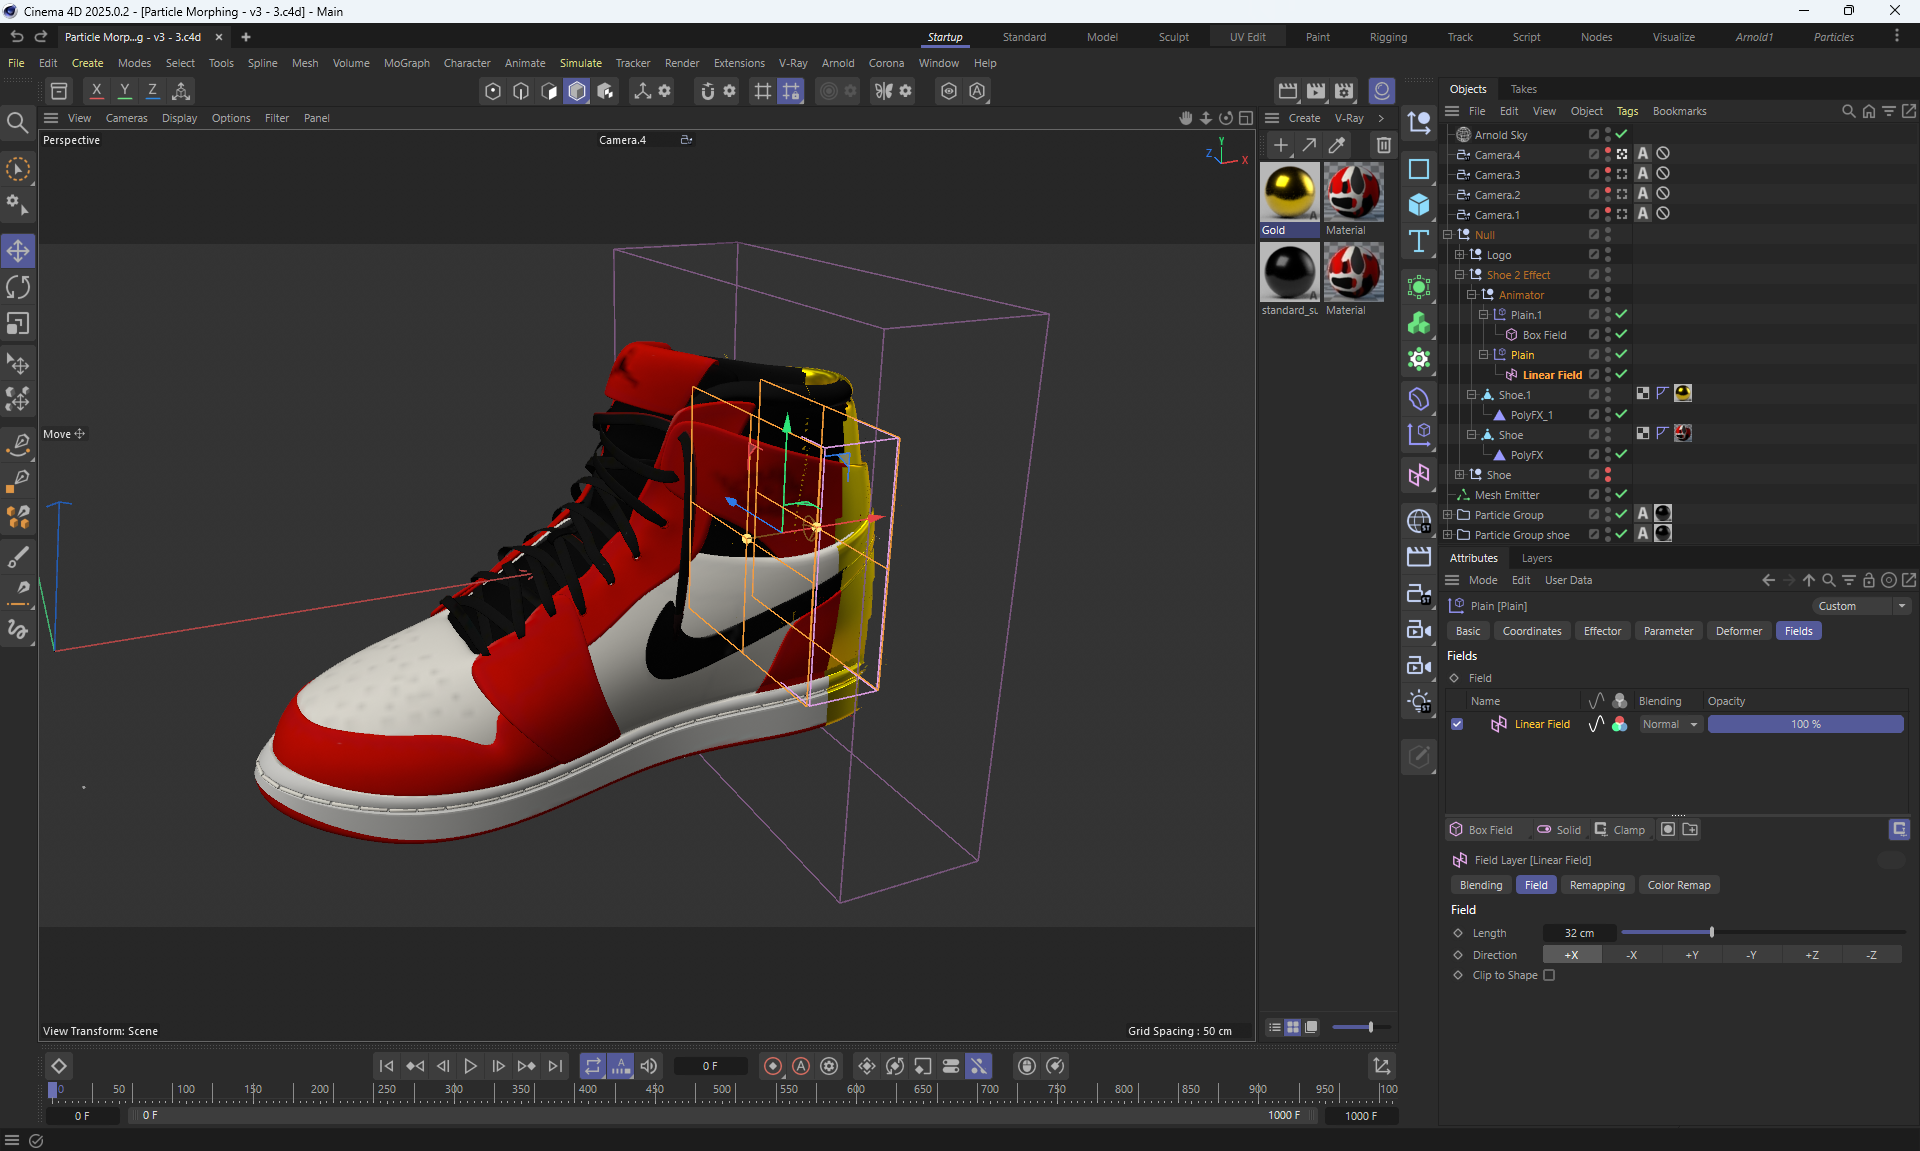 Cinema 4D 2025.0.2 - [Particle Morphing - v3 - 3.c4d] - Main
Particle Morp...g - v3 - 3.c4d
Startup Standard Model Sculpt UV Edit Paint Rigging Track Script Nodes Visualize Arnold1 Particles
File Edit Create Modes Select Tools Spline Mesh Volume MoGraph Character Animate Simulate Tracker Render Extensions V-Ray Arnold Corona Window Help
X Y Z
View Cameras Display Options Filter Panel
Perspective
Camera.4
Y
Z
X
Move
View Transform: Scene
Grid Spacing : 50 cm
Create V-Ray
Gold
Material
standard_su
Material
Objects Takes
File Edit View Object Tags Bookmarks
Arnold Sky
Camera.4
Camera.3
Camera.2
Camera.1
Null
Logo
Shoe 2 Effect
Animator
Plain.1
Box Field
Plain
Linear Field
Shoe.1
PolyFX_1
Shoe
PolyFX
Shoe
Mesh Emitter
Particle Group
Particle Group shoe
Attributes Layers
Mode Edit User Data
Plain [Plain]
Custom
Basic Coordinates Effector Parameter Deformer Fields
Fields
Field
Name Blending Opacity
Linear Field Normal 100 %
Box Field Solid Clamp
Field Layer [Linear Field]
Blending Field Remapping Color Remap
Field
Length 32 cm
Direction +X -X +Y -Y +Z -Z
Clip to Shape
0 F
0 50 100 150 200 250 300 350 400 450 500 550 600 650 700 750 800 850 900 950 100
0 F
0 F
1000 F
1000 F